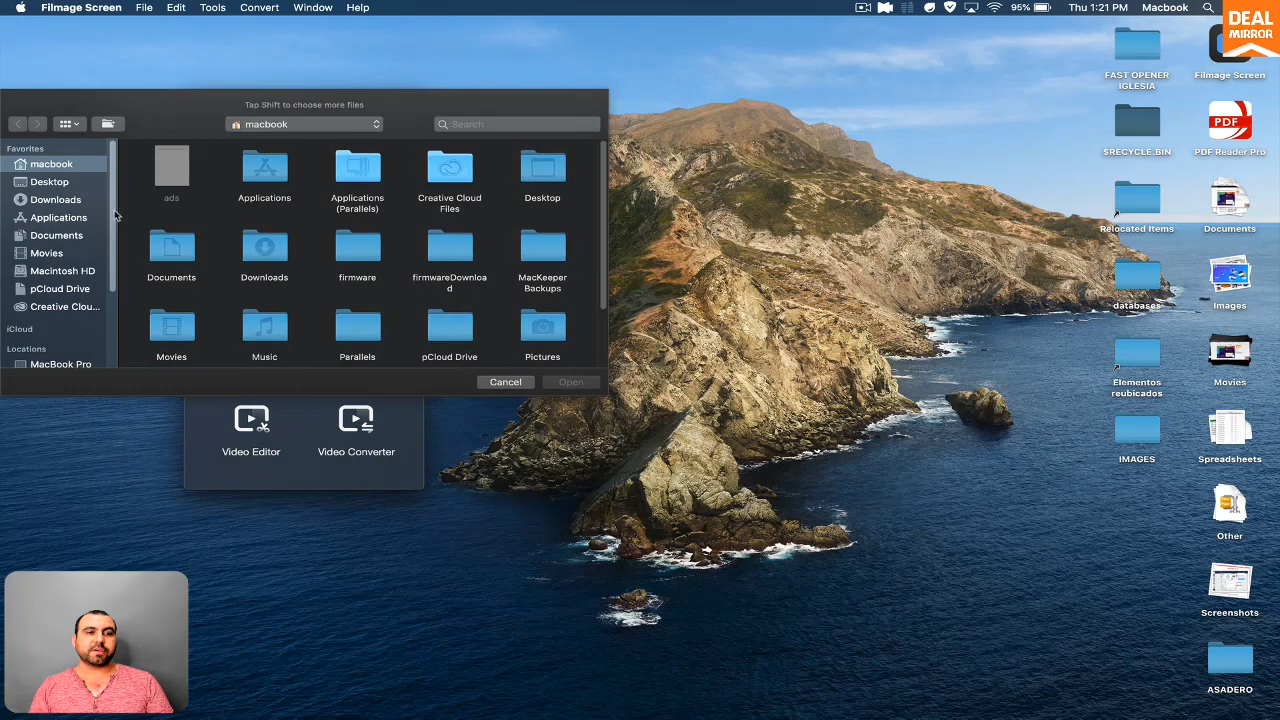 Filmage Screen File Edit Tools Convert Window Help
95% Thu 1:21 PM Macbook
DEAL
MIRROR
Tap Shift to choose more files
macbook
Search
Favorites
macbook
Desktop
Downloads
Applications
Documents
Movies
Macintosh HD
pCloud Drive
Creative Clou...
iCloud
Locations
MacBook Pro
ads
Applications
Applications
(Parallels)
Creative Cloud
Files
Desktop
Documents
Downloads
firmware
firmwareDownloa
d
MacKeeper
Backups
Movies
Music
Parallels
pCloud Drive
Pictures
Cancel
Open
Video Editor
Video Converter
FAST OPENER
IGLESIA
Filmage Screen
$RECYCLE.BIN
PDF
PDF Reader Pro
Relocated Items
Documents
databases
Images
Elementos
reubicados
Movies
IMAGES
Spreadsheets
Other
Screenshots
ASADERO